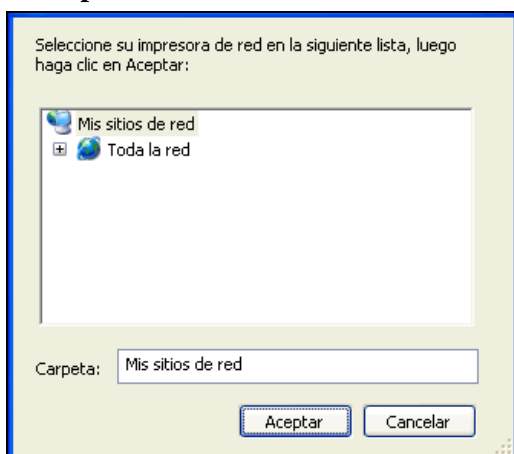 Seleccione su impresora de red en la siguiente lista, luego
haga clic en Aceptar:
Mis sitios de red
Toda la red
Carpeta: Mis sitios de red
Aceptar Cancelar